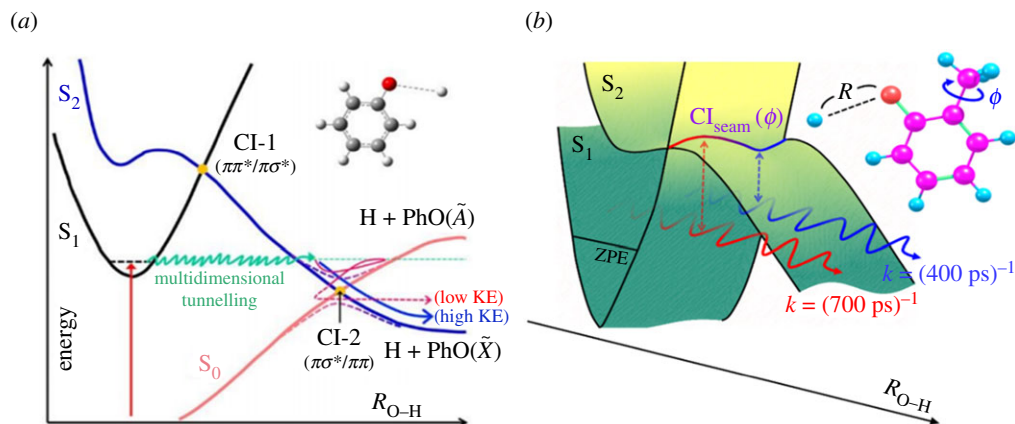 (a)
S2
CI-1
(ππ*/πσ*)
S1
H + PhO(Ã)
multidimensional
tunnelling
(low KE)
(high KE)
CI-2
(πσ*/ππ)
H + PhO(X̃)
S0
energy
RO–H
(b)
S2
R
ϕ
CIseam (ϕ)
S1
ZPE
k = (400 ps)−1
k = (700 ps)−1
RO–H